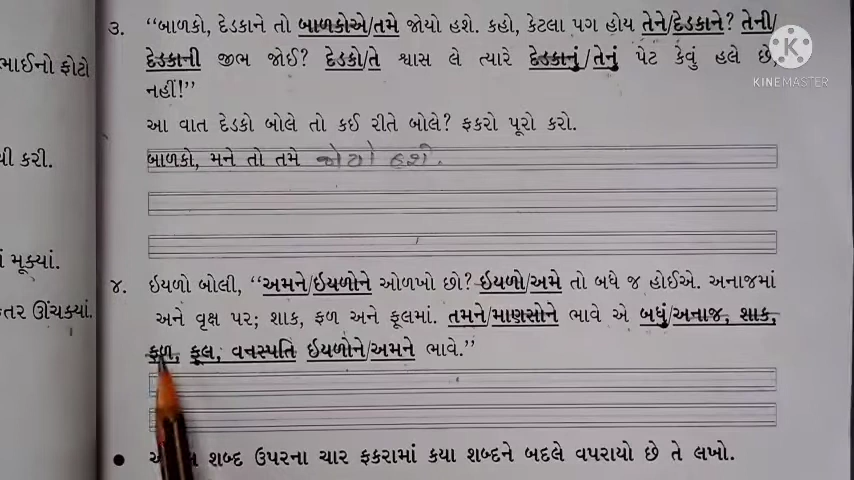 ૩. “બાળકો, દેડકાને તો બાળકોએ/તમે જોયો હશે. કહો, કેટલા પગ હોય તેને/દેડકાને? તેની/
ભાઈનો ફોટો
દેડકાની જીભ જોઈ? દેડકો/તે શ્વાસ લે ત્યારે દેડકાનું/તેનું પેટ કેવું હલે છે,
નહીં!”
KINEMASTER
આ વાત દેડકો બોલે તો કઈ રીતે બોલે? ફકરો પૂરો કરો.
કરી.
બાળકો, મને તો તમે જોયો હશે.
મૂક્યાં.
૪. ઇયળો બોલી, “અમને/ઇયળોને ઓળખો છો? ઇયળો/અમે તો બધે જ હોઈએ. અનાજમાં
ઊંચક્યાં.
અને વૃક્ષ પર; શાક, ફળ અને ફૂલમાં. તમને/માણસોને ભાવે એ બધું/અનાજ, શાક,
ફળ, ફૂલ, વનસ્પતિ ઇયળોને/અમને ભાવે.”
● શબ્દ ઉપરના ચાર ફકરામાં કયા શબ્દને બદલે વપરાયો છે તે લખો.